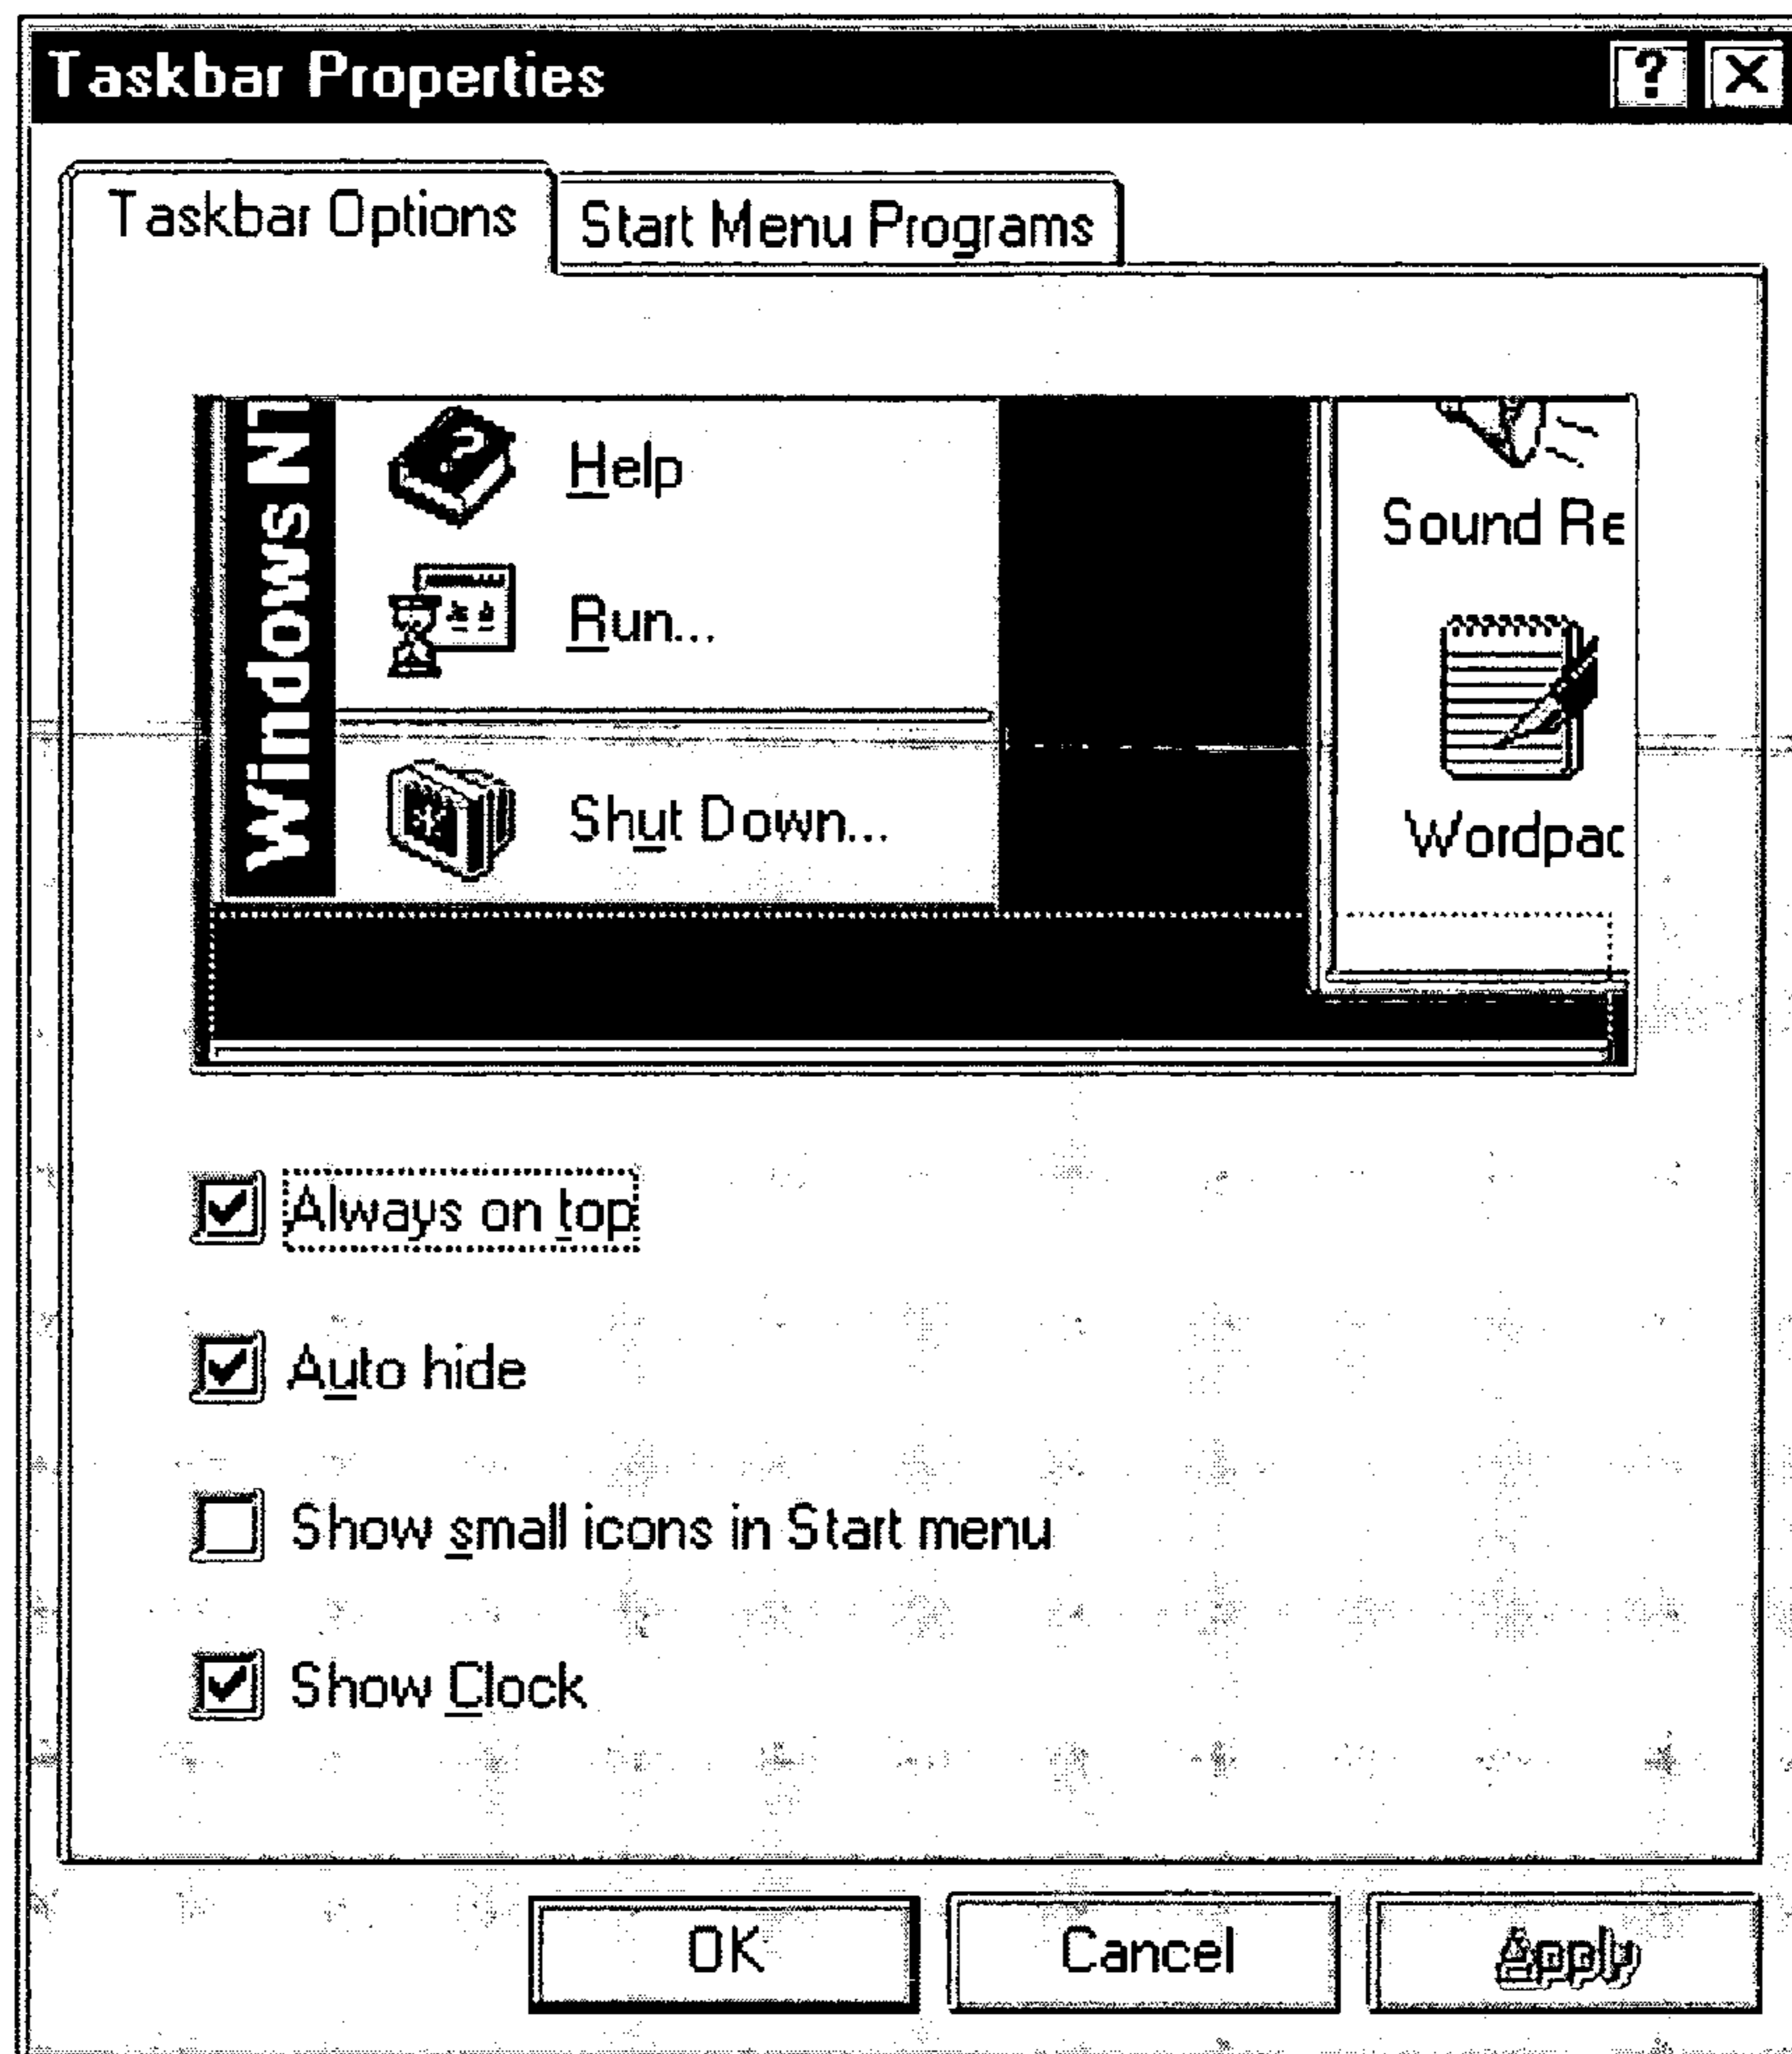 Taskbar Properties
Taskbar Options
Start Menu Programs
Windows NT
Help
Run...
Shut Down...
Sound Re
Wordpad
Always on top
Auto hide
Show small icons in Start menu
Show Clock
OK
Cancel
Apply